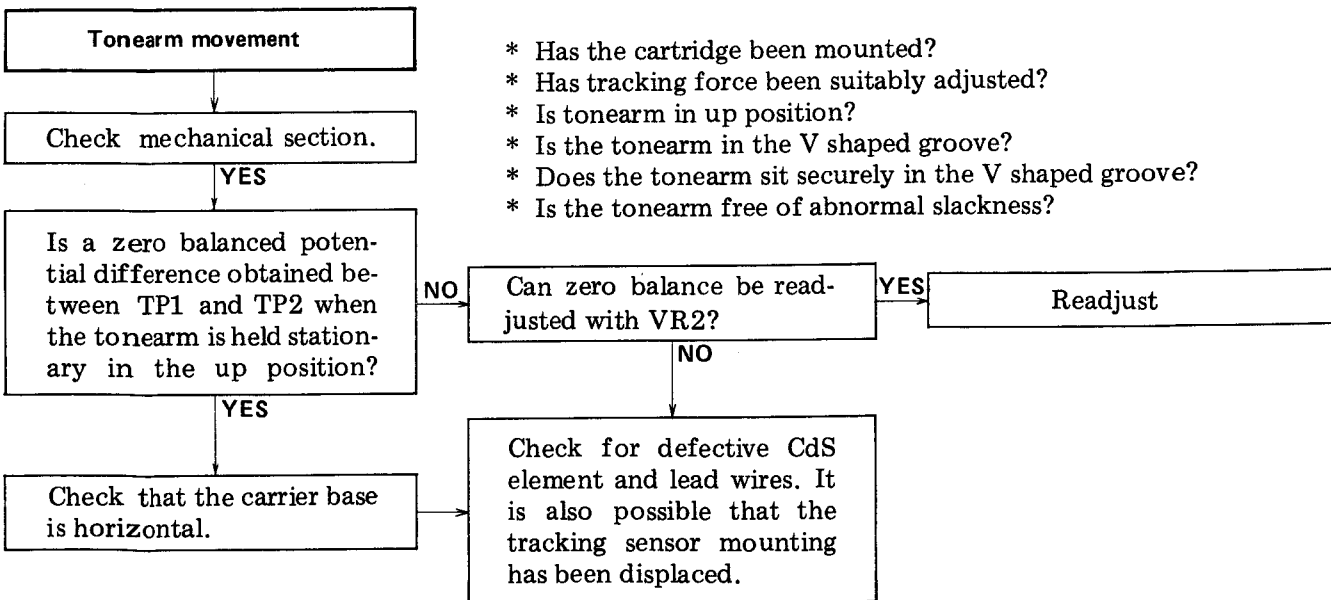 Tonearm movement
* Has the cartridge been mounted?
* Has tracking force been suitably adjusted?
* Is tonearm in up position?
* Is the tonearm in the V shaped groove?
* Does the tonearm sit securely in the V shaped groove?
* Is the tonearm free of abnormal slackness?
Check mechanical section.
YES
Is a zero balanced poten-
tial difference obtained be-
tween TP1 and TP2 when
the tonearm is held station-
ary in the up position?
NO
Can zero balance be read-
justed with VR2?
YES
Readjust
NO
YES
Check that the carrier base
is horizontal.
Check for defective CdS
element and lead wires. It
is also possible that the
tracking sensor mounting
has been displaced.